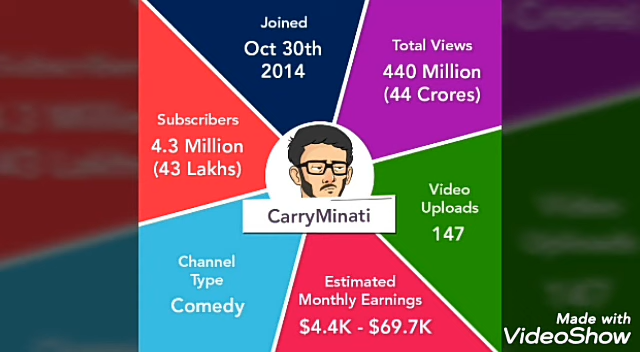 Joined
Oct 30th
2014
Total Views
440 Million
(44 Crores)
Subscribers
4.3 Million
(43 Lakhs)
Video
Uploads
147
CarryMinati
Channel
Type
Comedy
Estimated
Monthly Earnings
$4.4K - $69.7K
Made with
VideoShow